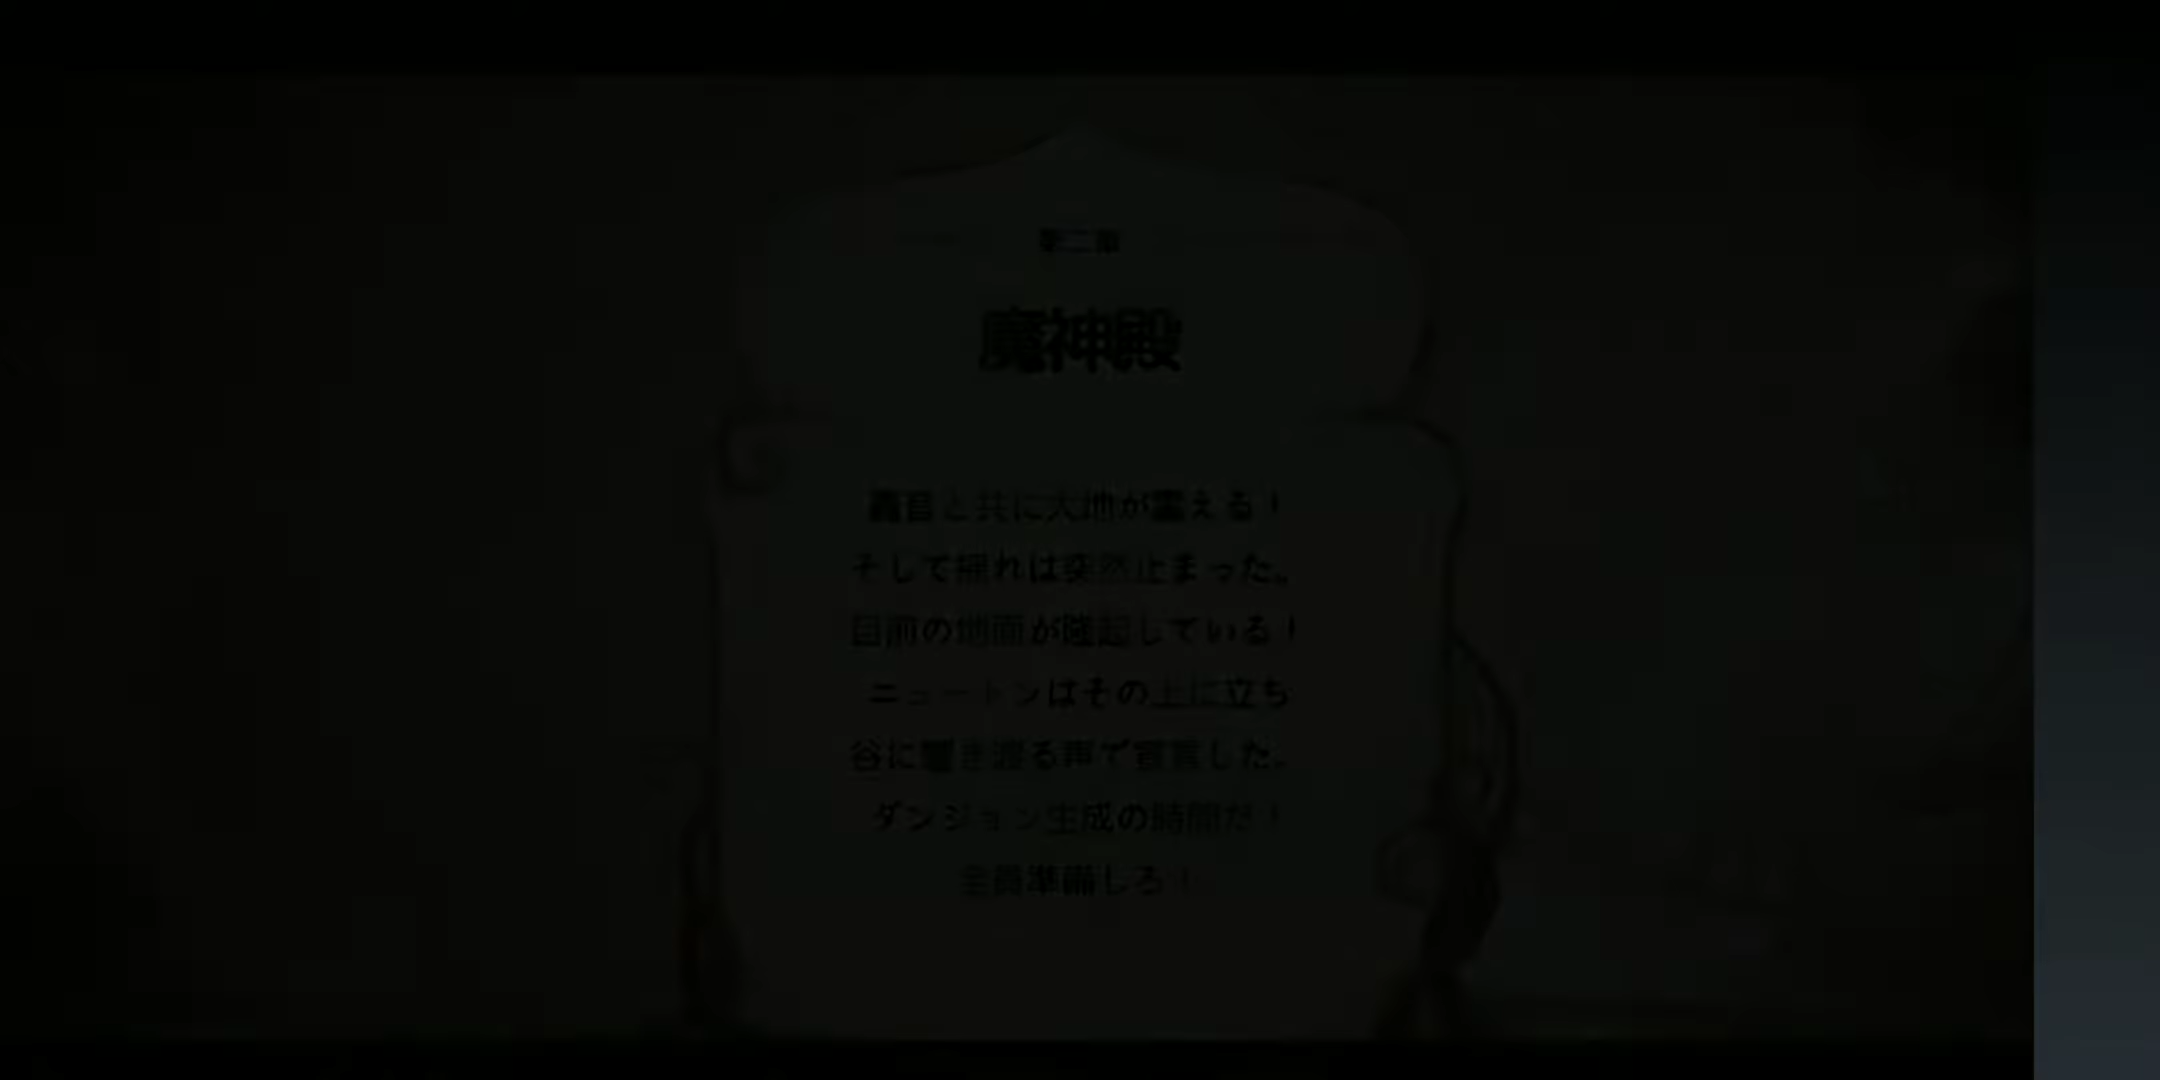 第二章
魔神殿
轟音と共に大地が震える！
そして揺れは突然止まった。
目前の地面が隆起している！
ニュートンはその上に立ち
谷に響き渡る声で宣言した。
ダンジョン生成の時間だ！
全員準備しろ！